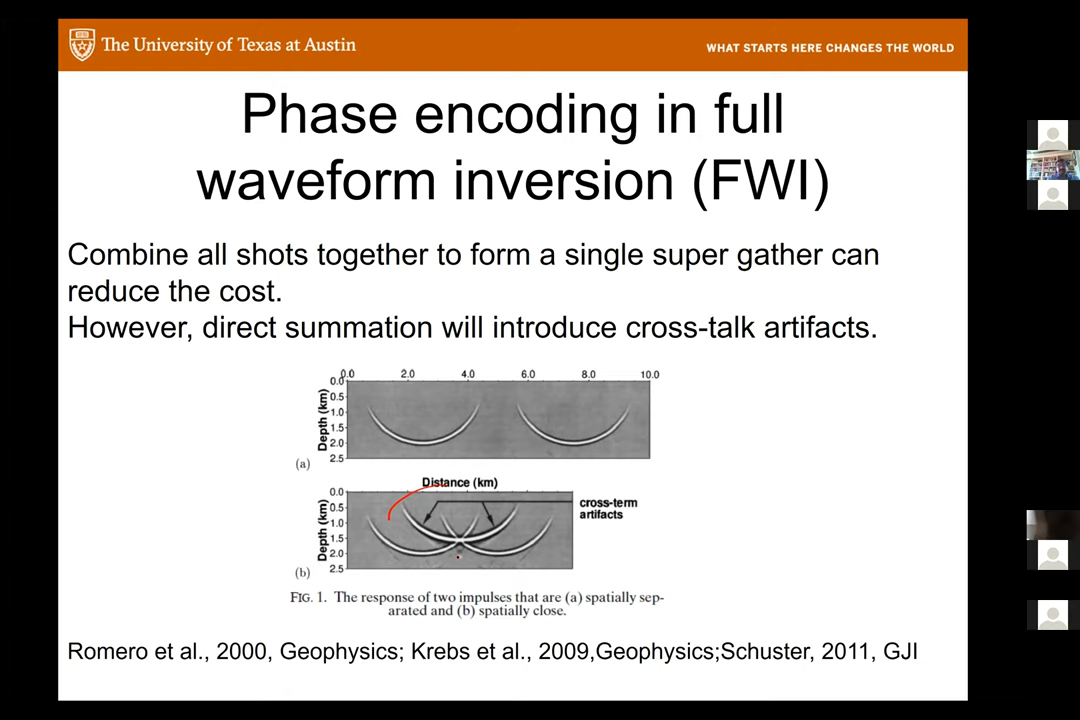 The University of Texas at Austin
WHAT STARTS HERE CHANGES THE WORLD
Phase encoding in full
waveform inversion (FWI)
Combine all shots together to form a single super gather can
reduce the cost.
However, direct summation will introduce cross-talk artifacts.
0.0 2.0 4.0 6.0 8.0 10.0
Depth (km)
0.0
0.5
1.0
1.5
2.0
2.5
(a)
Distance (km)
Depth (km)
0.0
0.5
1.0
1.5
2.0
2.5
cross-term
artifacts
(b)
FIG. 1. The response of two impulses that are (a) spatially sep-
arated and (b) spatially close.
Romero et al., 2000, Geophysics; Krebs et al., 2009,Geophysics;Schuster, 2011, GJI